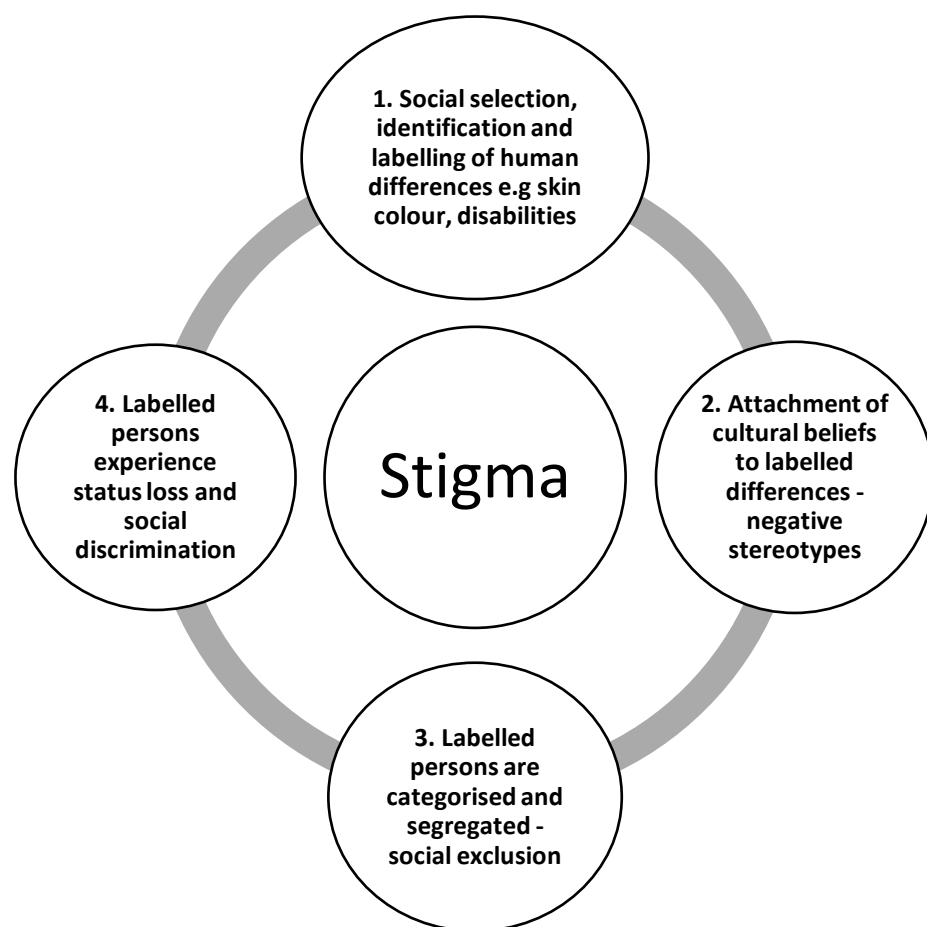 1. Social selection,
identification and
labelling of human
differences e.g skin
colour, disabilities
2. Attachment of
cultural beliefs
to labelled
differences -
negative
stereotypes
3. Labelled
persons are
categorised and
segregated -
social exclusion
4. Labelled
persons
experience
status loss and
social
discrimination
Stigma